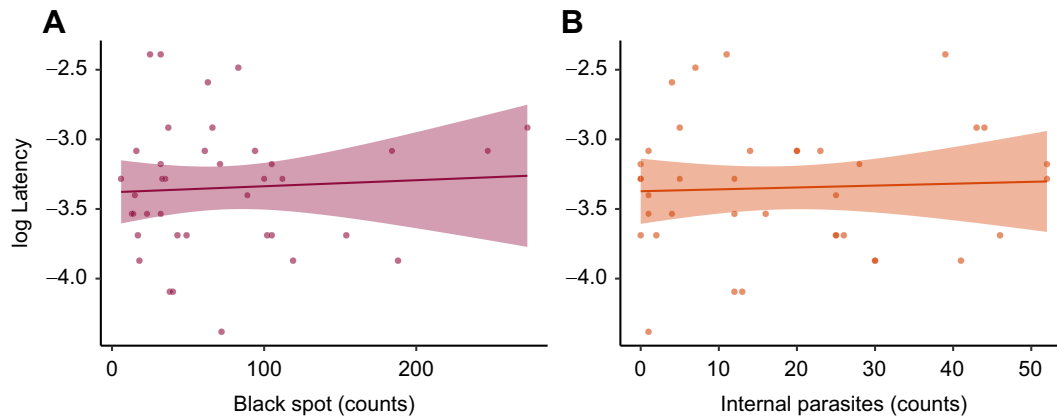 A
B
log Latency
−2.5
−3.0
−3.5
−4.0
−2.5
−3.0
−3.5
−4.0
0 100 200
0 10 20 30 40 50
Black spot (counts)
Internal parasites (counts)